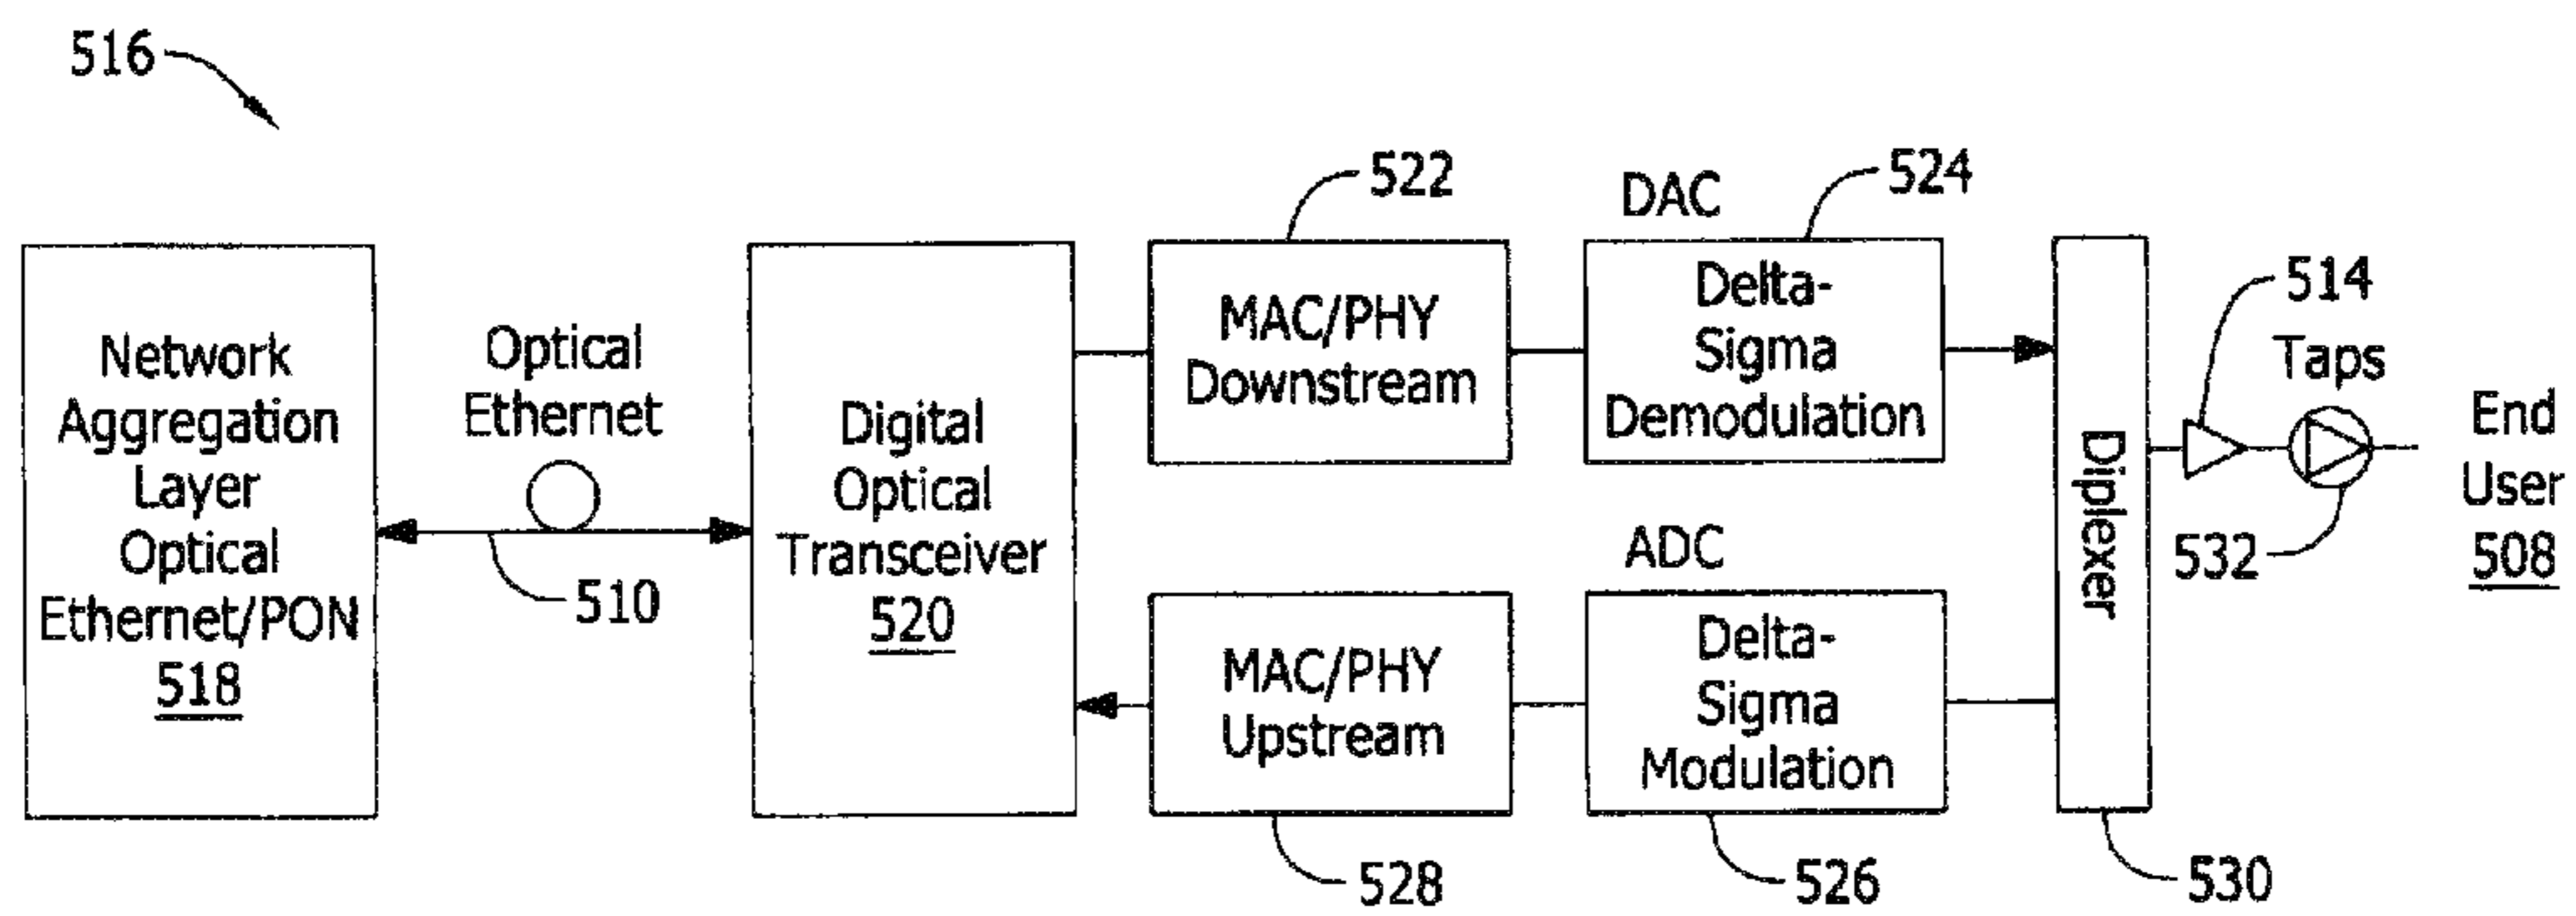 516
522
DAC
524
Network
Aggregation
Layer
Optical
Ethernet/PON
518
Optical
Ethernet
510
Digital
Optical
Transceiver
520
MAC/PHY
Downstream
Delta-
Sigma
Demodulation
MAC/PHY
Upstream
528
ADC
Delta-
Sigma
Modulation
526
Diplexer
530
514
Taps
532
End
User
508